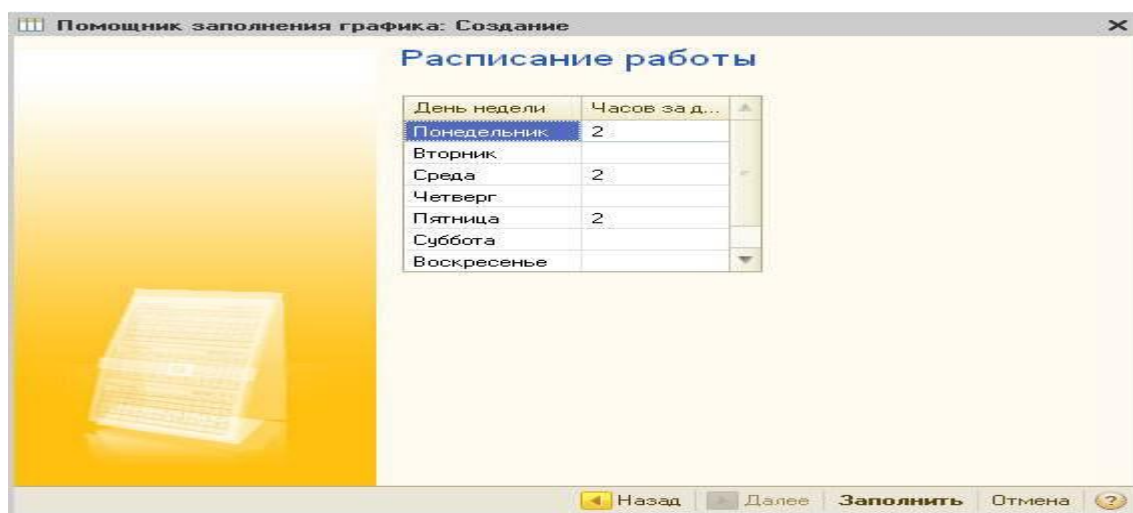 Помощник заполнения графика: Создание
Расписание работы
День недели Часов за д...
Понедельник 2
Вторник
Среда 2
Четверг
Пятница 2
Суббота
Воскресенье
Назад Далее Заполнить Отмена ?